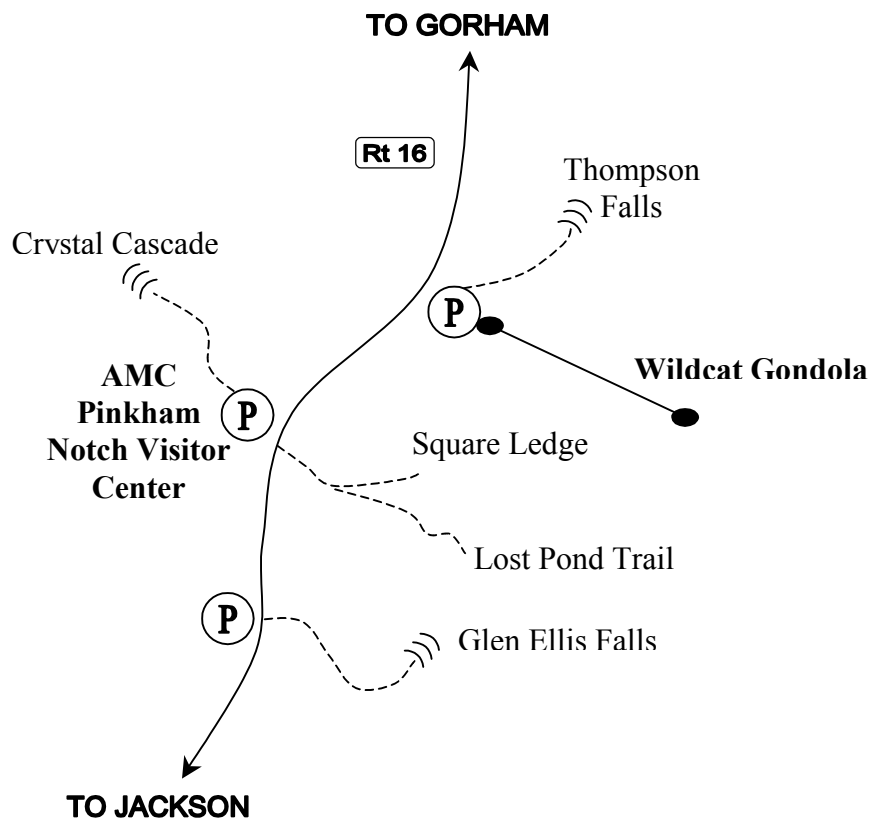 TO GORHAM
Rt 16
Thompson
Falls
Crystal Cascade
P
Wildcat Gondola
AMC
Pinkham
Notch Visitor
Center
P
Square Ledge
Lost Pond Trail
P
Glen Ellis Falls
TO JACKSON